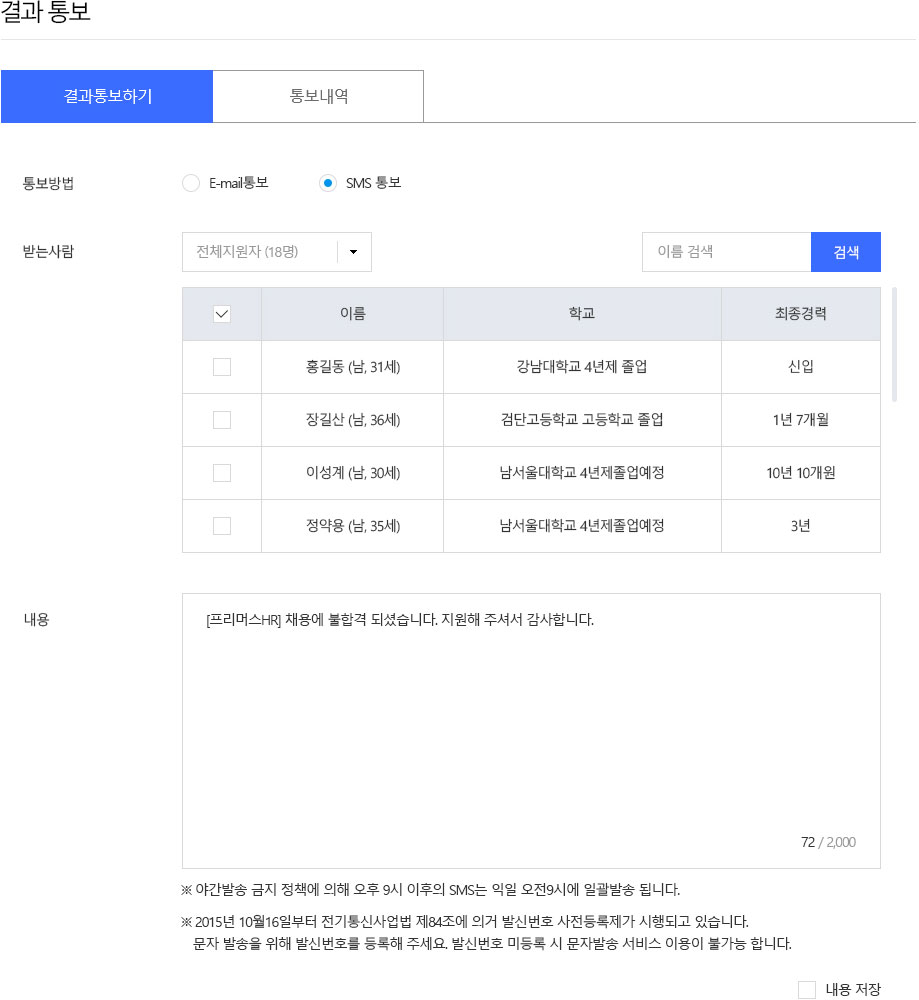 결과 통보
결과통보하기 통보내역
통보방법 E-mail통보 SMS 통보
받는사람 전체지원자 (18명) 이름 검색 검색
이름 학교 최종경력
홍길동 (남, 31세) 강남대학교 4년제 졸업 신입
장길산 (남, 36세) 검단고등학교 고등학교 졸업 1년 7개월
이성계 (남, 30세) 남서울대학교 4년제졸업예정 10년 10개원
정약용 (남, 35세) 남서울대학교 4년제졸업예정 3년
내용 [프리머스HR] 채용에 불합격 되셨습니다. 지원해 주셔서 감사합니다.
72 / 2,000
※ 야간발송 금지 정책에 의해 오후 9시 이후의 SMS는 익일 오전9시에 일괄발송 됩니다.
※ 2015년 10월16일부터 전기통신사업법 제84조에 의거 발신번호 사전등록제가 시행되고 있습니다.
문자 발송을 위해 발신번호를 등록해 주세요. 발신번호 미등록 시 문자발송 서비스 이용이 불가능 합니다.
내용 저장